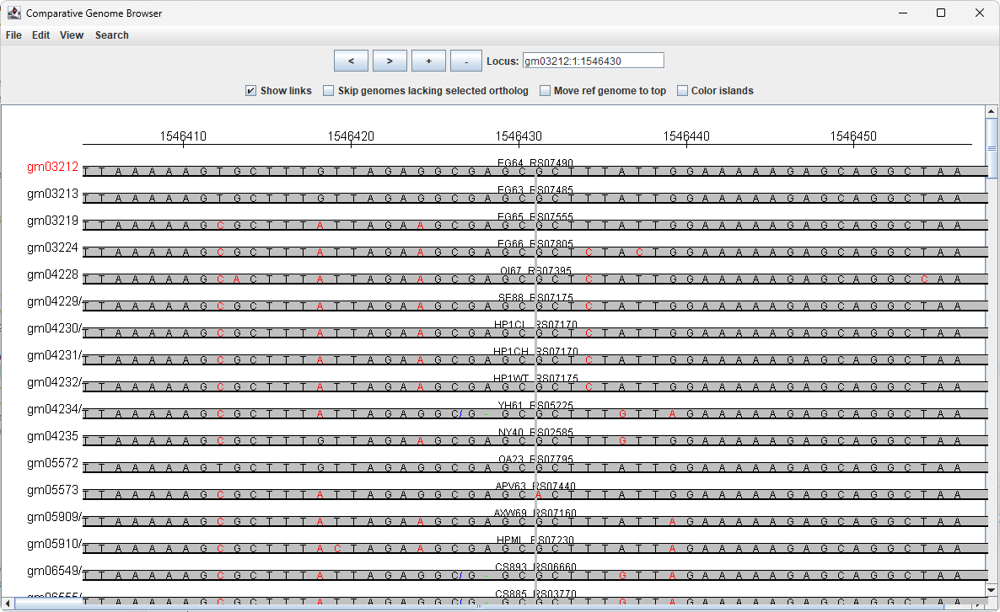 Comparative Genome Browser
File Edit View Search
< > + - Locus: gm03212:1:1546430
Show links Skip genomes lacking selected ortholog Move ref genome to top Color islands
1546410 1546420 1546430 1546440 1546450
EG64_RS07490
gm03212 T T A A A A A G T G C T T T G T T A G A G G C G A G C G C T T T A T T G G A A A A A G A G C A G G C T A A
EG63_RS07485
gm03213 T T A A A A A G T G C T T T G T T A G A G G C G A G C G C T T T A T T G G A A A A A G A G C A G G C T A A
EG65_RS07555
gm03219 T T A A A A A G C G C T T T A T T A G A A G C G A G C G C T T T A T T G G A A A A A G A G C A G G C T A A
EG66_RS07805
gm03224 T T A A A A A G C G C T T T A T T A G A A G C G A G C G C T C T A C T G G A A A A A G A G C A G G C T A A
OI67_RS07395
gm04228 T T A A A A A G C A C T T T A T T A G A A G C G A G C G C T C T A T T G G A A A A A G A G C A G G C C A A
SE88_RS07175
gm04229/ T T A A A A A G C G C T T T A T T A G A A G C G A G C G C T C T A T T G G A A A A A G A G C A G G C T A A
HP1CL_RS07170
gm04230/ T T A A A A A G C G C T T T A T T A G A A G C G A G C G C T C T A T T G G A A A A A G A G C A G G C T A A
HP1CH_RS07170
gm04231/ T T A A A A A G C G C T T T A T T A G A A G C G A G C G C T C T A T T G G A A A A A G A G C A G G C T A A
HP1WT_RS07175
gm04232/ T T A A A A A G C G C T T T A T T A G A A G C G A G C G C T C T A T T G G A A A A A G A G C A G G C T A A
YH61_RS05225
gm04234/ T T A A A A A G C G C T T T A T T A G A G G C / G - G C G C T T T G T T A G A A A A A G A G C A G G C T A A
NY40_RS02585
gm04235 T T A A A A A G C G C T T T G T T A G A A G C G A G C G C T T T G T T G G A A A A A G A G C A G G C T A A
OA23_RS07795
gm05572 T T A A A A A G T G C T T T G T T A G A G G C G A G C G C T T T A T T G G A A A A A G A G C A G G C T A A
APV63_RS07440
gm05573 T T A A A A A G C G C T T T A T T A G A G G C G A G C A C T T T A T T G G A A A A A G A G C A G G C T A A
AXW69_RS07160
gm05909/ T T A A A A A G C G C T T T A T T A G A A G C G A G C G C T T T A T T A G A A A A A G A G C A G G C T A A
HPML_RS07230
gm05910/ T T A A A A A G C G C T T T A C T A G A A G C G A G C G C T T T A T T A G A A A A A G A G C A G G C T A A
CS893_RS06660
gm06549/ T T A A A A A G C G C T T T A T T A G A G G C / G - G C G C T T T G T T A G A A A A A G A G C A G G C T A A
CS885_RS03770
gm06555/